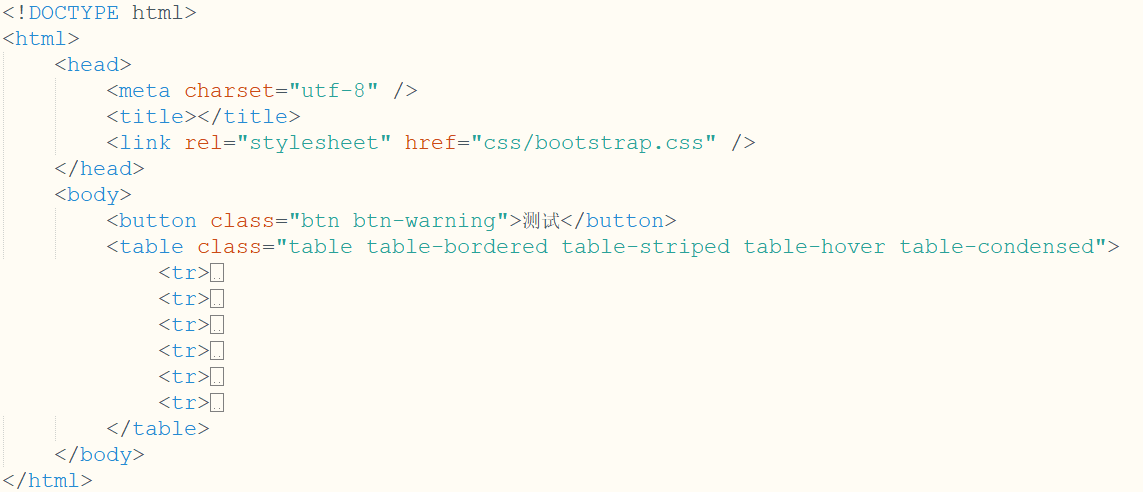 <!DOCTYPE html>
<html>
    <head>
        <meta charset="utf-8" />
        <title></title>
        <link rel="stylesheet" href="css/bootstrap.css" />
    </head>
    <body>
        <button class="btn btn-warning">测试</button>
        <table class="table table-bordered table-striped table-hover table-condensed">
            <tr>
            <tr>
            <tr>
            <tr>
            <tr>
            <tr>
        </table>
    </body>
</html>